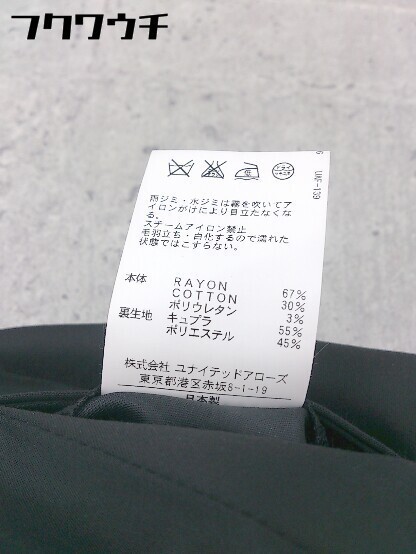 フクワウチ
6 UMF-139
雨ジミ・水ジミは霧を吹いてア
イロンがけにより目立たなくな
る。
スチームアイロン禁止
毛羽立ち・白化するので濡れた
状態ではこすらない。
本体 RAYON 67%
COTTON 30%
ポリウレタン 3%
裏生地 キュプラ 55%
ポリエステル 45%
株式会社 ユナイテッドアローズ
東京都港区赤坂8-1-19
日本製